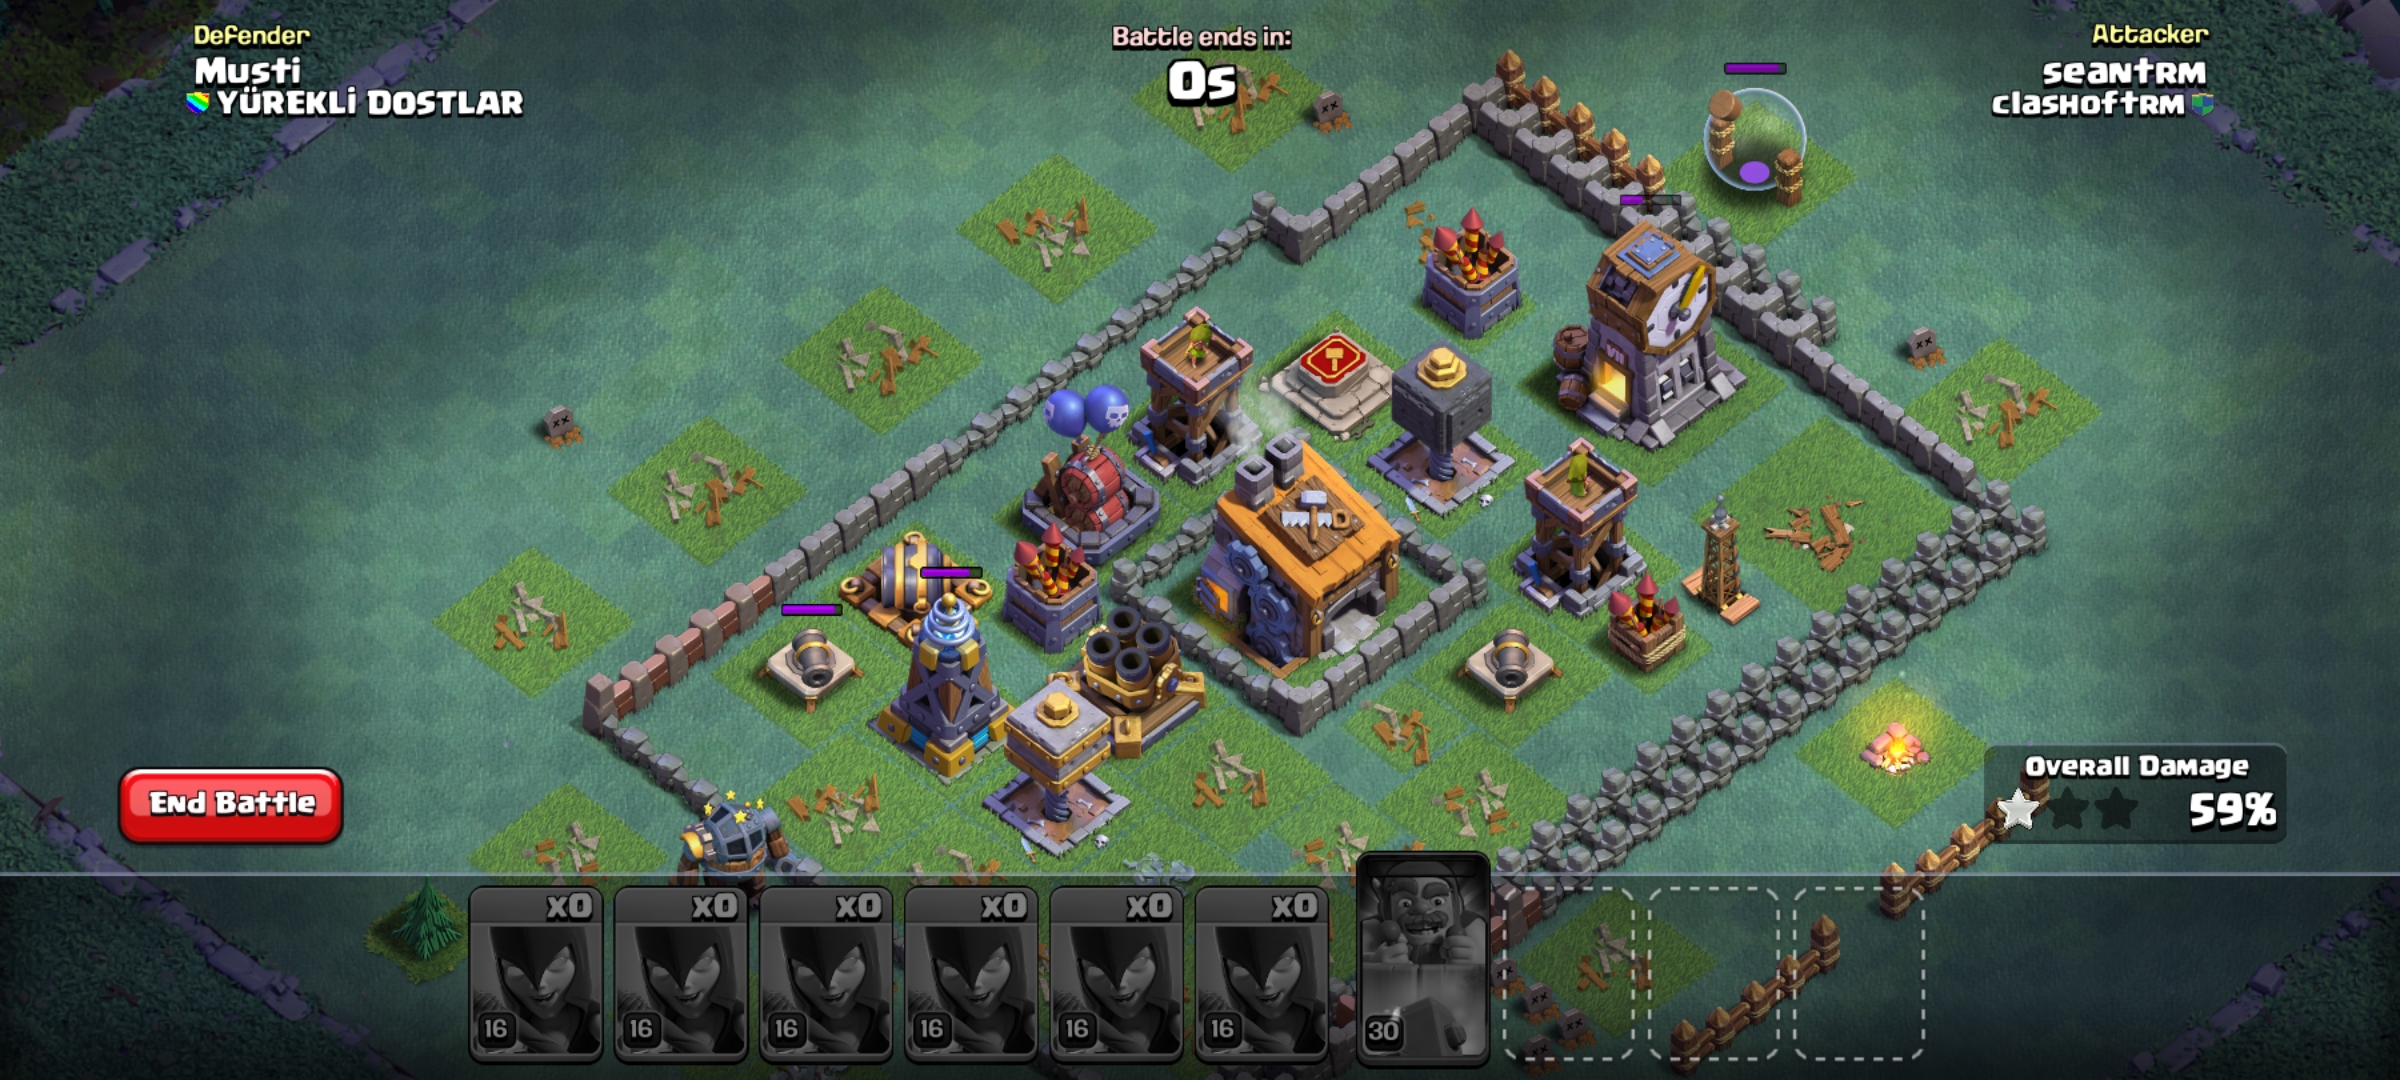 Defender
Musti
YÜREKLİ DOSTLAR
Battle ends in:
0s
Attacker
seantRM
clashoftRM
VII
End Battle
Overall Damage
59%
x0
x0
x0
x0
x0
x0
16
16
16
16
16
16
30